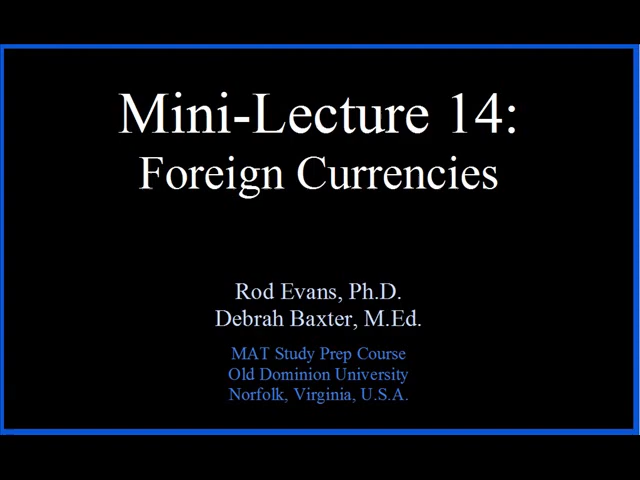 Mini-Lecture 14:
Foreign Currencies
Rod Evans, Ph.D.
Debrah Baxter, M.Ed.
MAT Study Prep Course
Old Dominion University
Norfolk, Virginia, U.S.A.